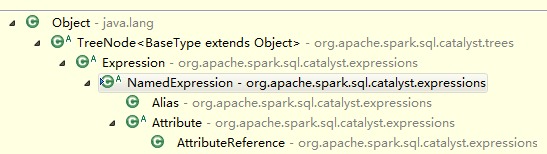 Object - java.lang
TreeNode<BaseType extends Object> - org.apache.spark.sql.catalyst.trees
Expression - org.apache.spark.sql.catalyst.expressions
NamedExpression - org.apache.spark.sql.catalyst.expressions
Alias - org.apache.spark.sql.catalyst.expressions
Attribute - org.apache.spark.sql.catalyst.expressions
AttributeReference - org.apache.spark.sql.catalyst.expressions